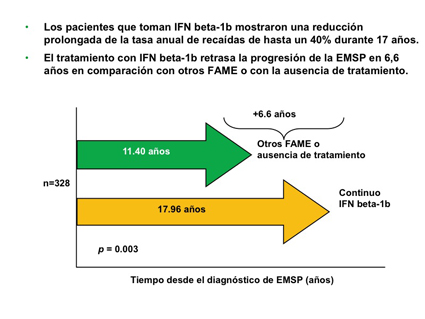 • Los pacientes que toman IFN beta-1b mostraron una reducción
prolongada de la tasa anual de recaídas de hasta un 40% durante 17 años.
• El tratamiento con IFN beta-1b retrasa la progresión de la EMSP en 6,6
años en comparación con otros FAME o con la ausencia de tratamiento.
+6.6 años
11.40 años
Otros FAME o
ausencia de tratamiento
n=328
17.96 años
Continuo
IFN beta-1b
p = 0.003
Tiempo desde el diagnóstico de EMSP (años)